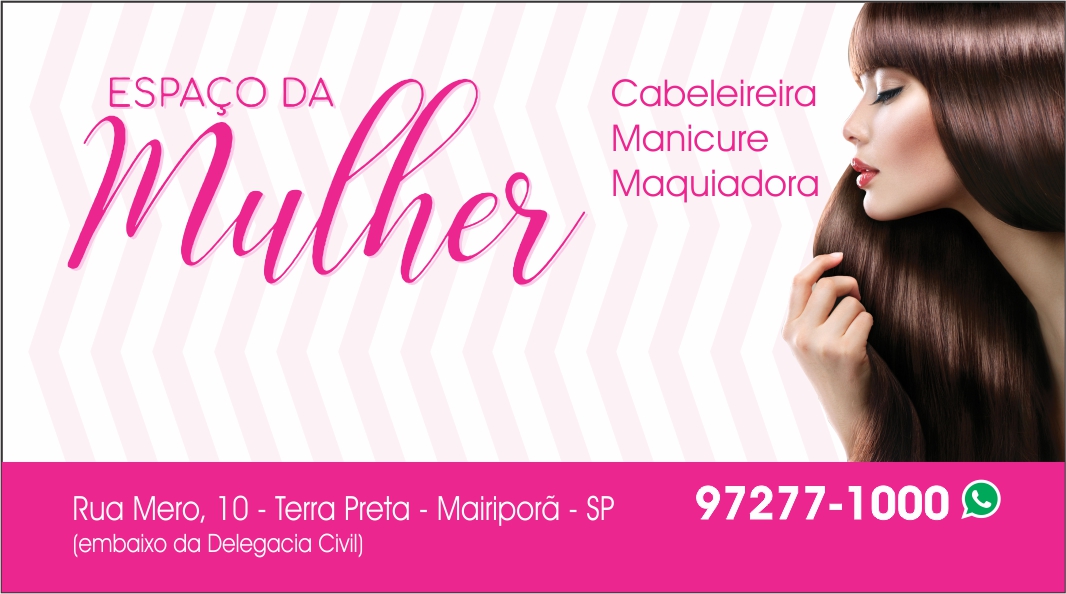 ESPAÇO DA
Mulher
Cabeleireira
Manicure
Maquiadora
Rua Mero, 10 - Terra Preta - Mairiporã - SP
(embaixo da Delegacia Civil)
97277-1000